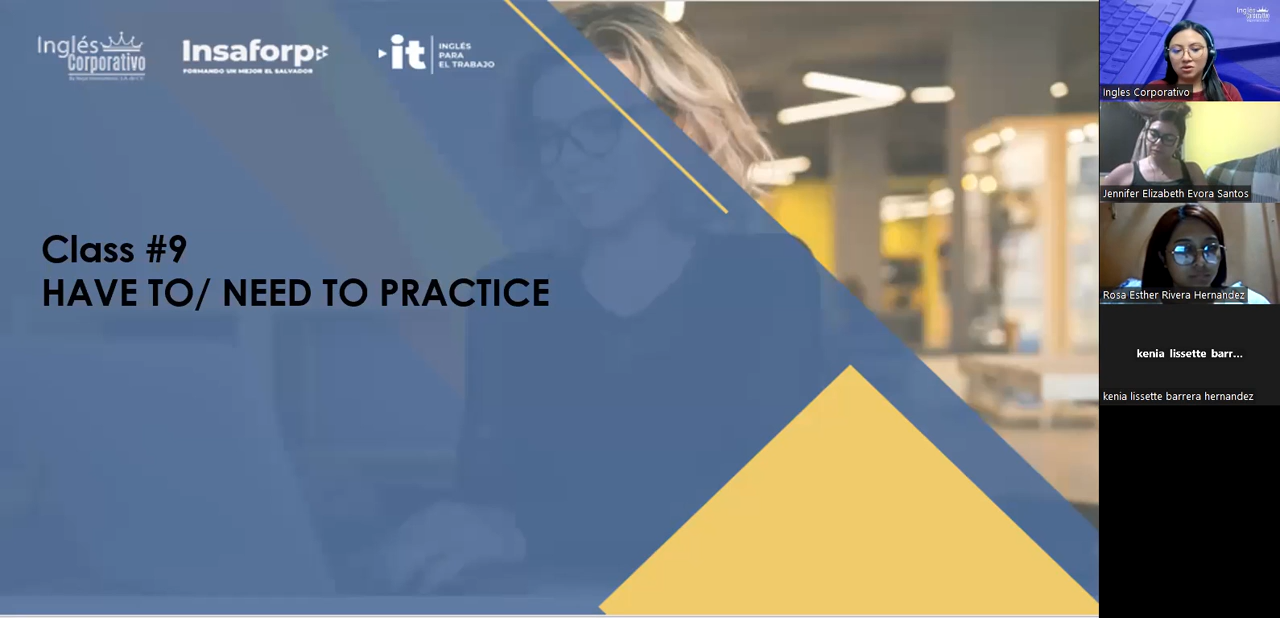 Inglés
Corporativo
Insaforp
FORMANDO UN MEJOR EL SALVADOR
it
INGLÉS
PARA
EL TRABAJO
Class #9
HAVE TO/ NEED TO PRACTICE
Ingles Corporativo
Jennifer Elizabeth Evora Santos
Rosa Esther Rivera Hernandez
kenia lissette barr...
kenia lissette barrera hernandez